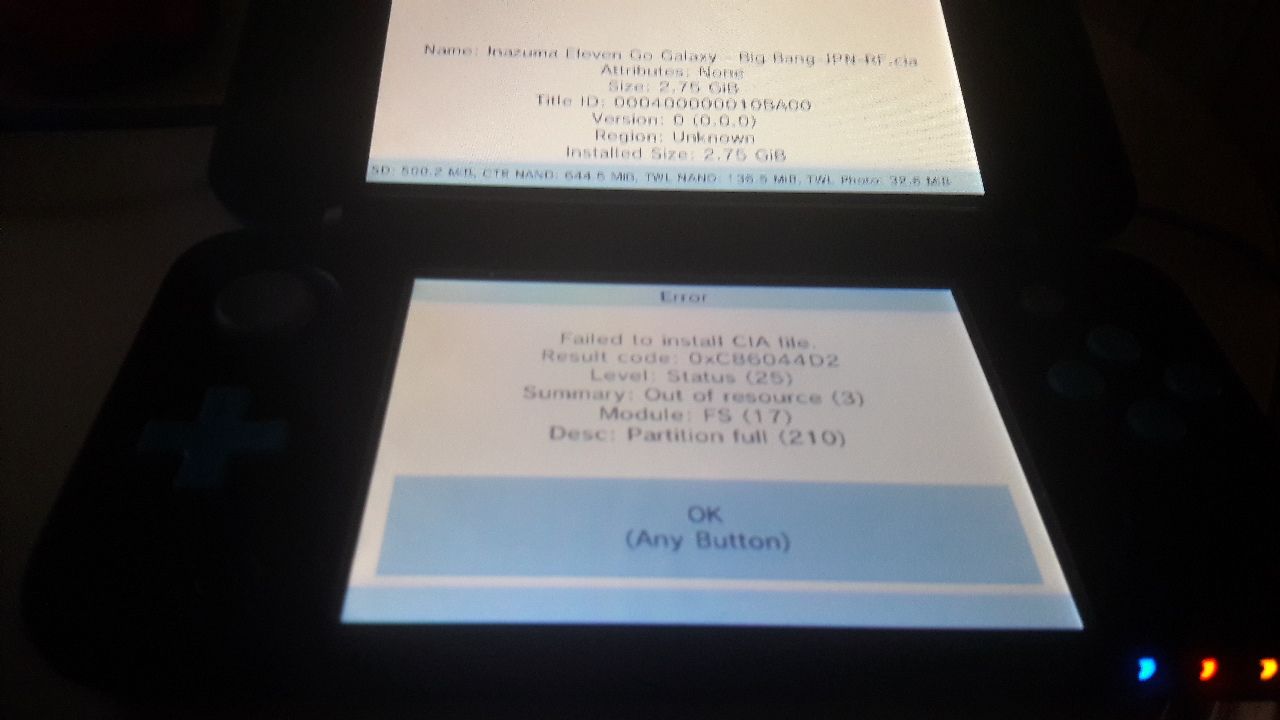 Name: Inazuma Eleven Go Galaxy - Big Bang-JPN-RF.cia
Attributes: None
Size: 2.75 GiB
Title ID: 000400000010BA00
Version: 0 (0.0.0)
Region: Unknown
Installed Size: 2.75 GiB
SD: 500.2 MiB, CTR NAND: 644.6 MiB, TWL NAND: 136.5 MiB, TWL Photo: 32.6 MiB
Error
Failed to install CIA file.
Result code: 0xC86044D2
Level: Status (25)
Summary: Out of resource (3)
Module: FS (17)
Desc: Partition full (210)
OK
(Any Button)